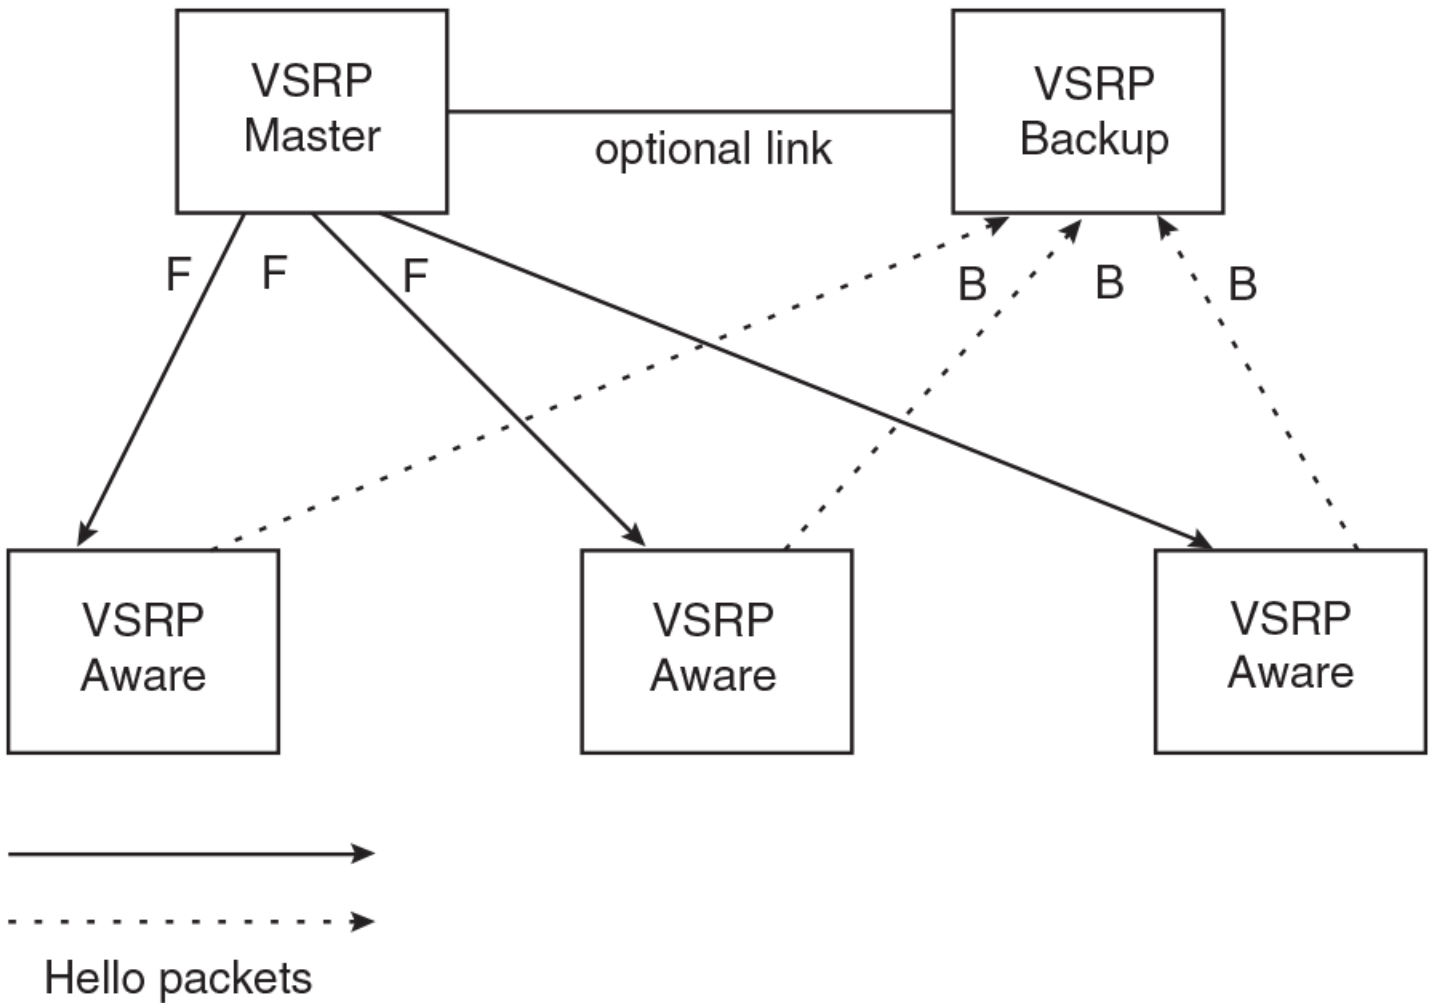 VSRP
Master
VSRP
Backup
optional link
F
F
F
B
B
B
VSRP
Aware
VSRP
Aware
VSRP
Aware
Hello packets